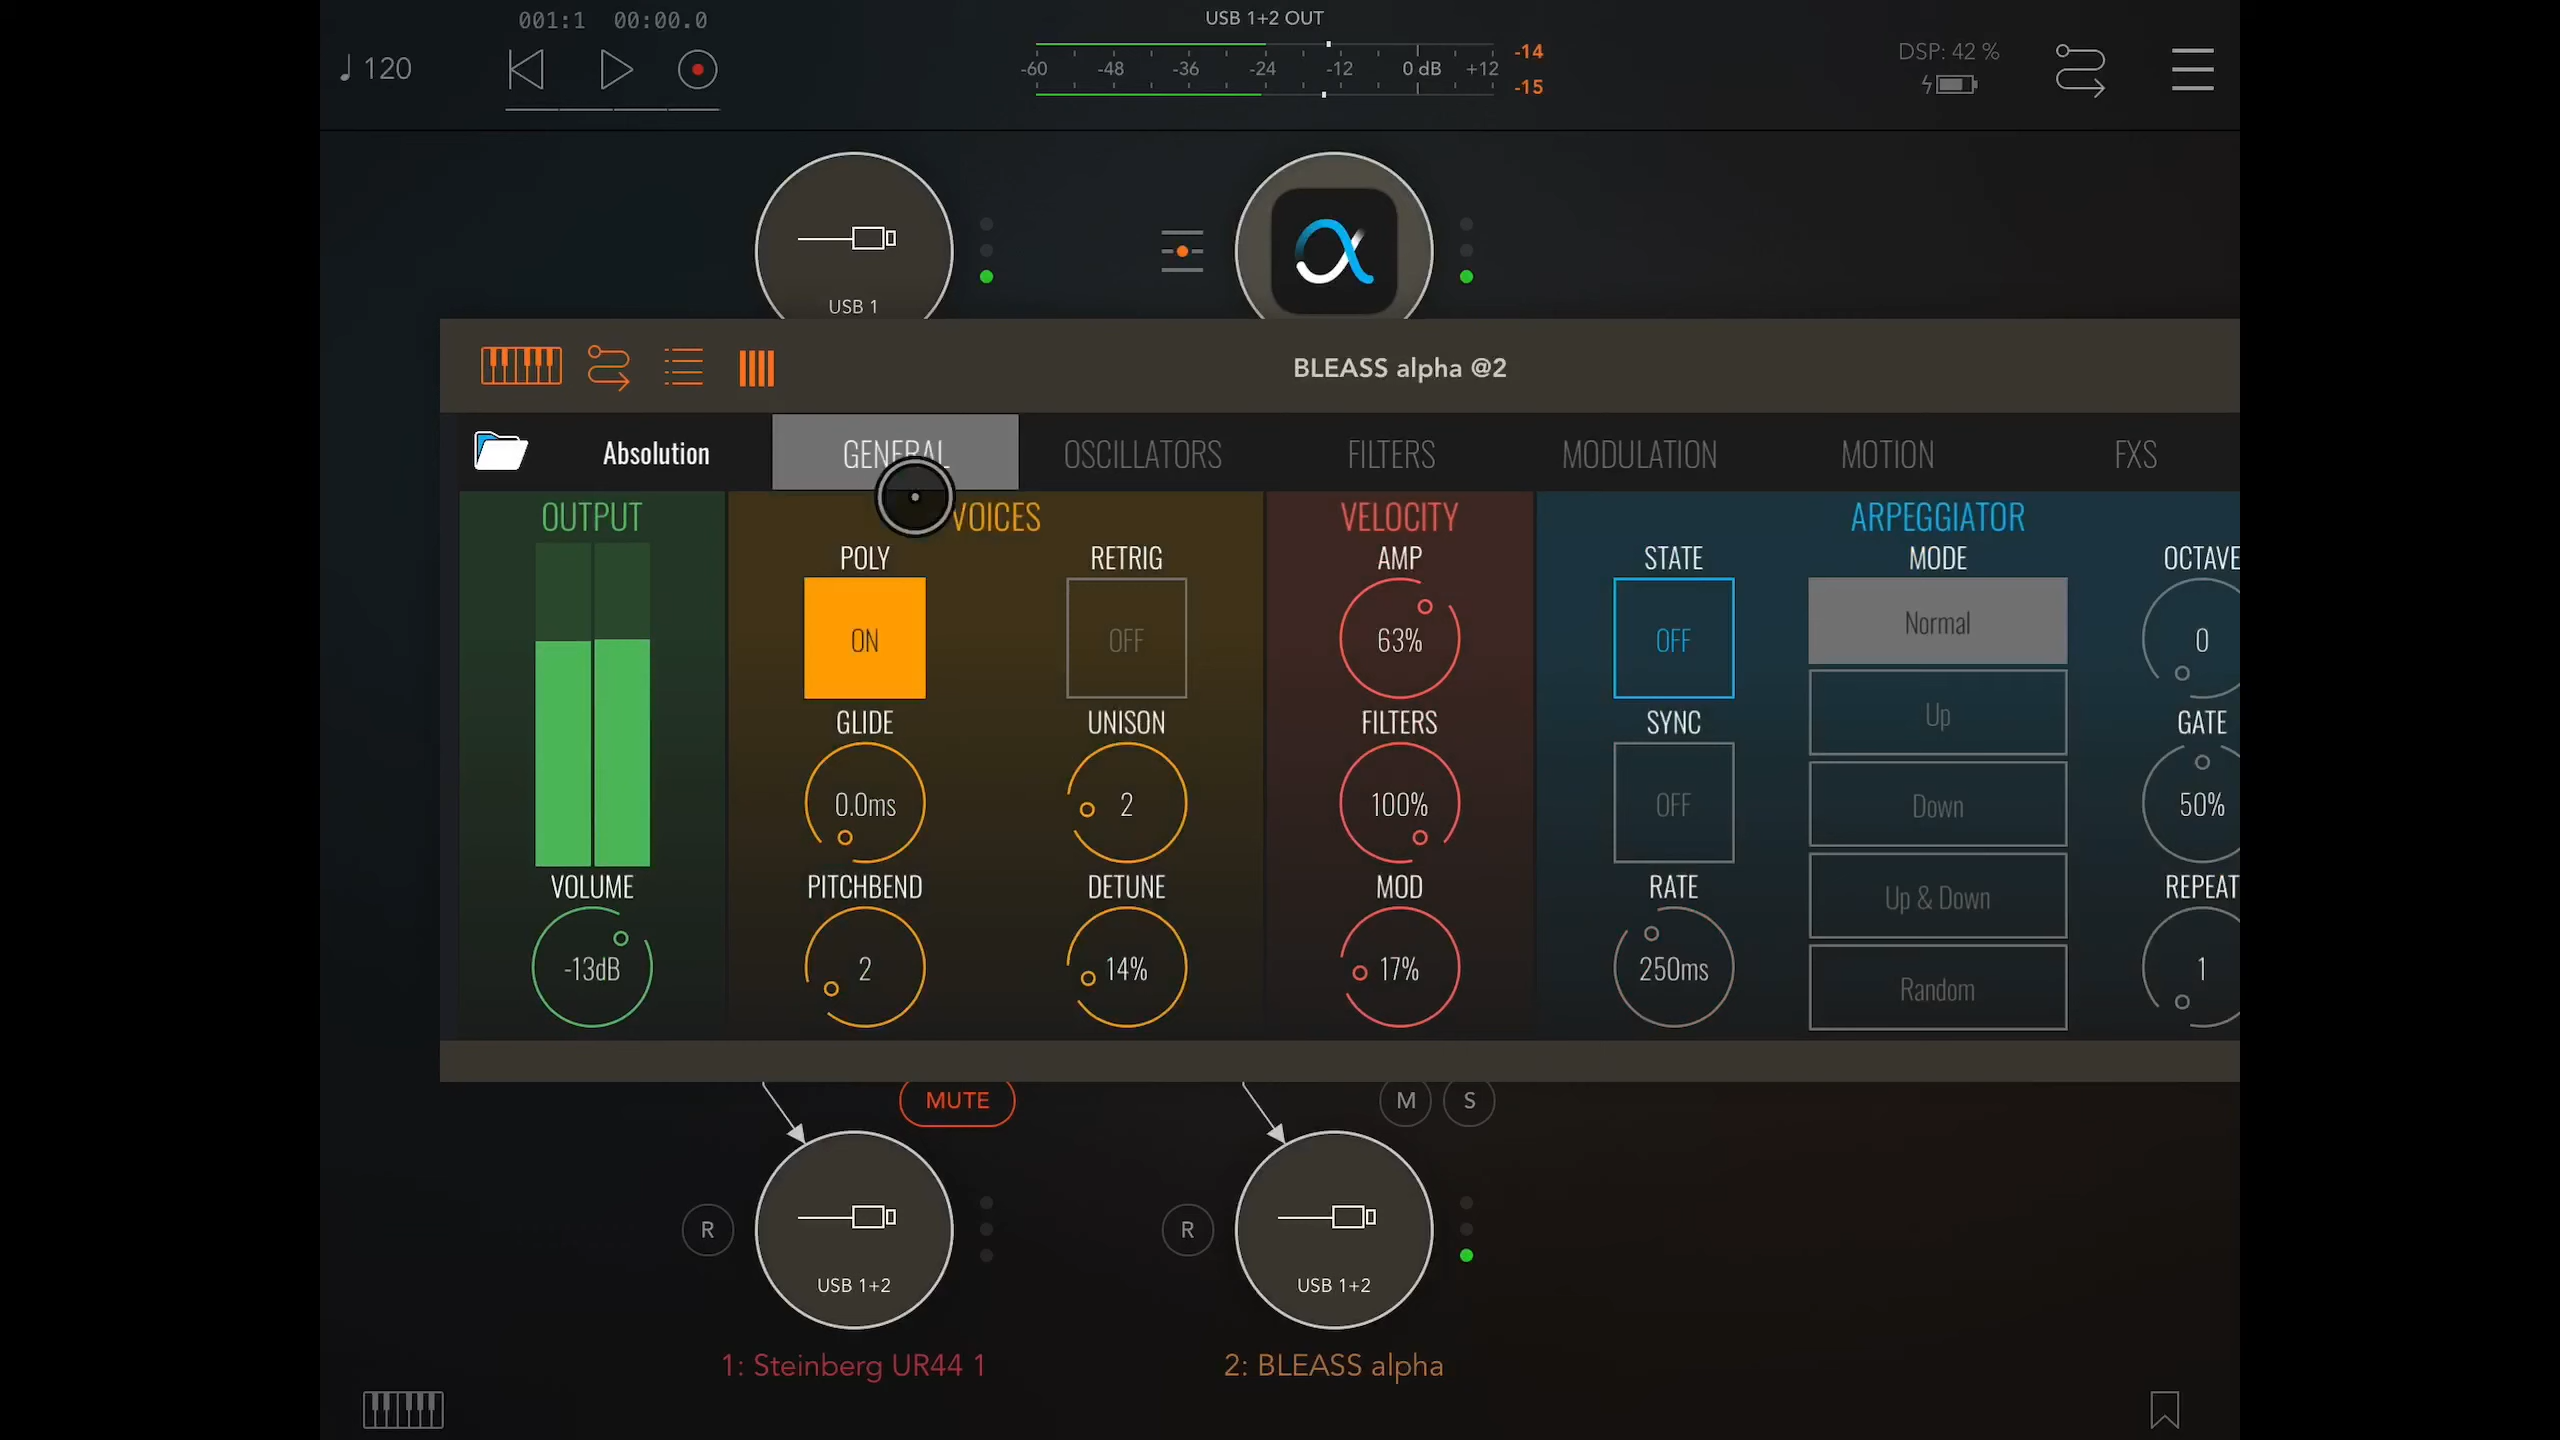 001:1 00:00.0
USB 1+2 OUT
120
-60 -48 -36 -24 -12 0 dB +12
-14
-15
DSP: 42 %
USB 1
BLEASS alpha @2
Absolution GENERAL OSCILLATORS FILTERS MODULATION MOTION FXS
OUTPUT VOICES VELOCITY ARPEGGIATOR
POLY RETRIG AMP STATE MODE OCTAVE
ON OFF 63% OFF Normal 0
Up
GLIDE UNISON FILTERS SYNC GATE
0.0ms 2 100% OFF Down 50%
VOLUME PITCHBEND DETUNE MOD RATE Up & Down REPEAT
-13dB 2 14% 17% 250ms Random 1
MUTE M S
R R
USB 1+2 USB 1+2
1: Steinberg UR44 1 2: BLEASS alpha